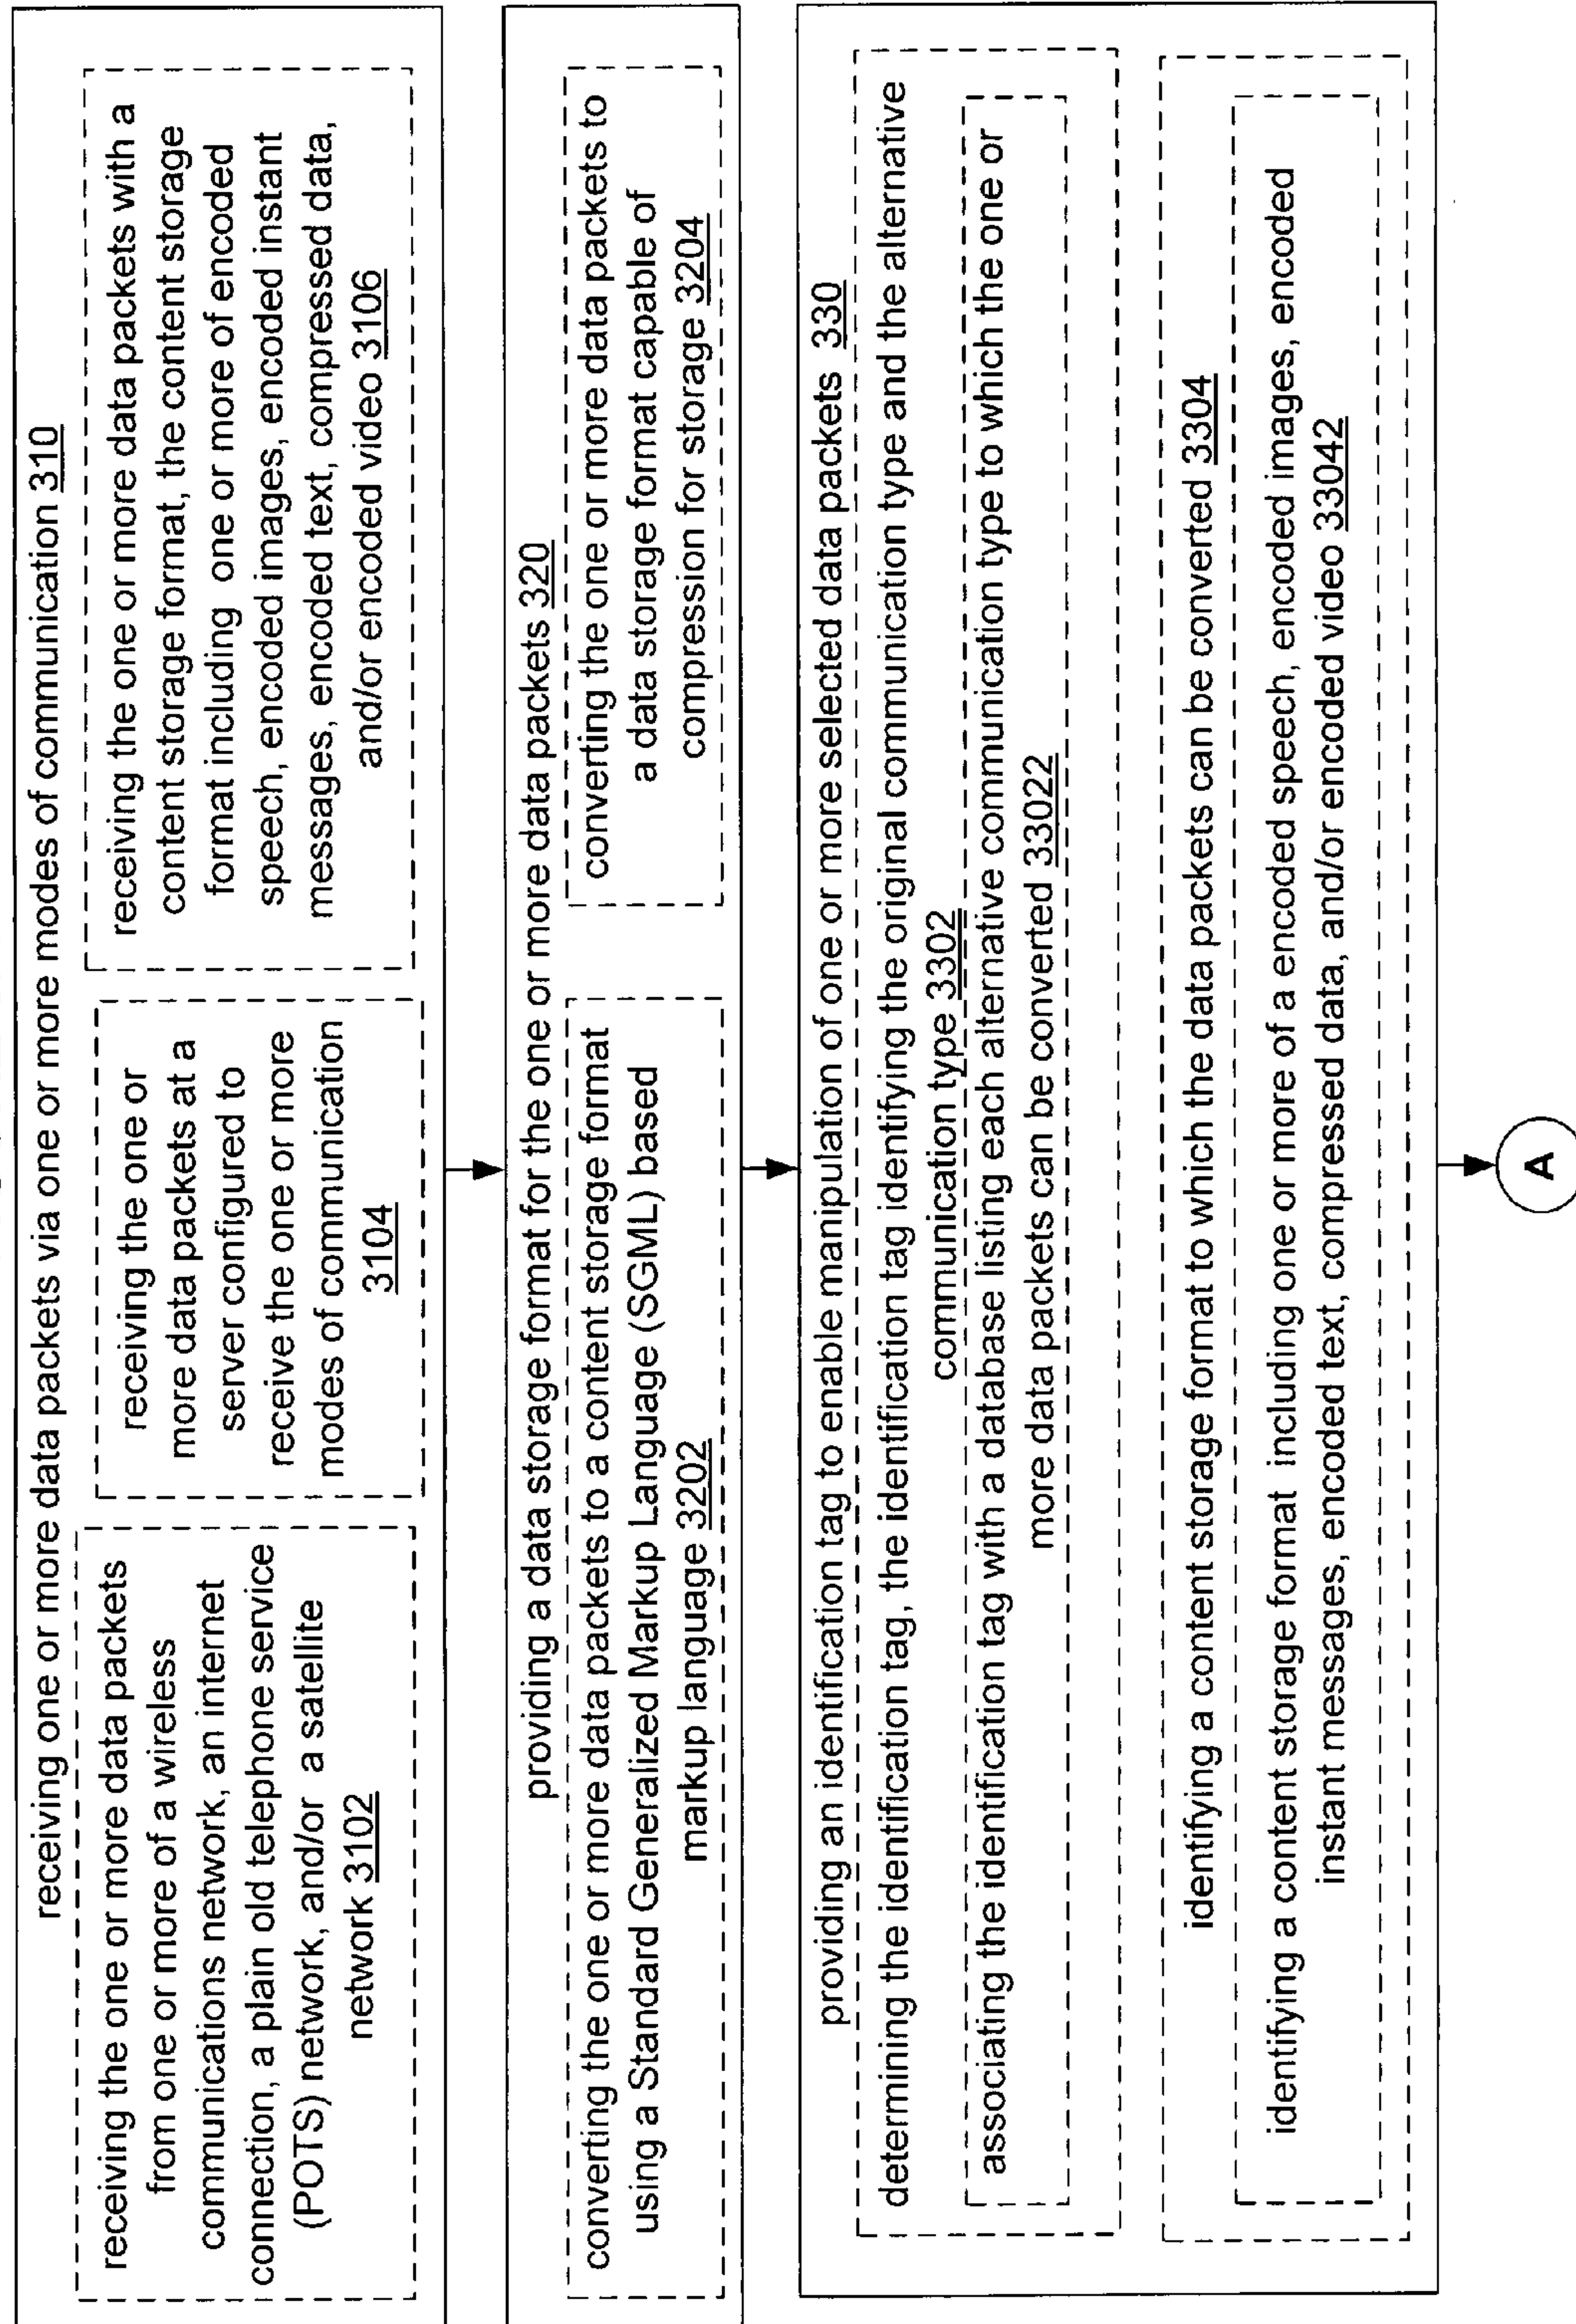 receiving one or more data packets via one or more modes of communication 310
receiving the one or more data packets
from one or more of a wireless
communications network, an internet
connection, a plain old telephone service
(POTS) network, and/or a satellite
network 3102
receiving the one or
more data packets at a
server configured to
receive the one or more
modes of communication
3104
receiving the one or more data packets with a
content storage format, the content storage
format including one or more of encoded
speech, encoded images, encoded instant
messages, encoded text, compressed data,
and/or encoded video 3106
providing a data storage format for the one or more data packets 320
converting the one or more data packets to a content storage format
using a Standard Generalized Markup Language (SGML) based
markup language 3202
converting the one or more data packets to
a data storage format capable of
compression for storage 3204
providing an identification tag to enable manipulation of one or more selected data packets 330
determining the identification tag, the identification tag identifying the original communication type and the alternative
communication type 3302
associating the identification tag with a database listing each alternative communication type to which the one or
more data packets can be converted 33022
identifying a content storage format to which the data packets can be converted 3304
identifying a content storage format including one or more of a encoded speech, encoded images, encoded
instant messages, encoded text, compressed data, and/or encoded video 33042
A